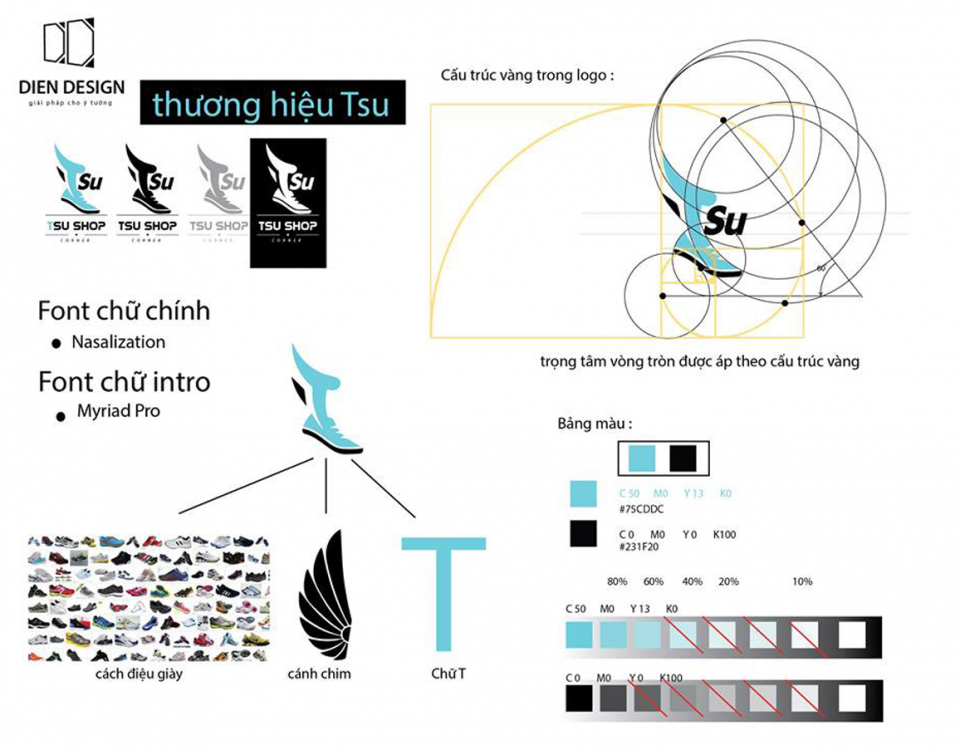 DIEN DESIGN
giải pháp cho ý tưởng
thương hiệu Tsu
Su
TSU SHOP
CORNER
Su
TSU SHOP
CORNER
Su
TSU SHOP
CORNER
Su
TSU SHOP
CORNER
Cấu trúc vàng trong logo :
Su
60
trọng tâm vòng tròn được áp theo cấu trúc vàng
Font chữ chính
• Nasalization
Font chữ intro
• Myriad Pro
cách điệu giày
cánh chim
T
Chữ T
Bảng màu :
C 50 M0 Y 13 K0
#75CDDC
C 0 M0 Y 0 K100
#231F20
80% 60% 40% 20% 10%
C 50 M0 Y 13 K0
C 0 M0 Y 0 K100